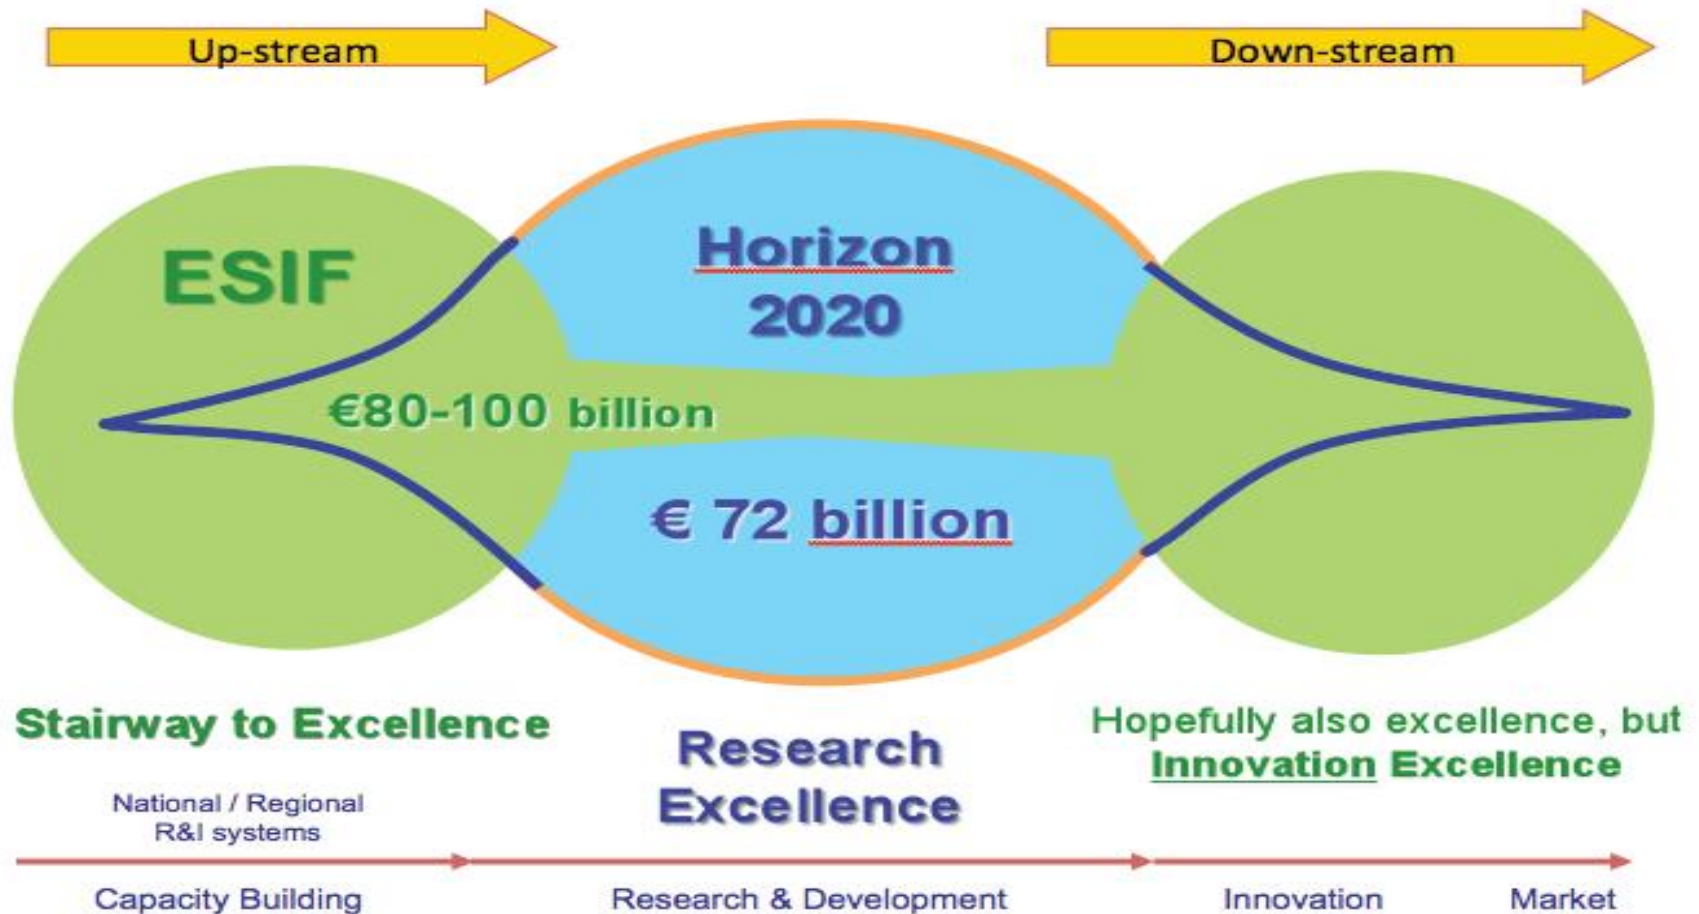 Up-stream
Down-stream
ESIF
Horizon
2020
€80-100 billion
€ 72 billion
Stairway to Excellence
Research
Excellence
Hopefully also excellence, but
Innovation Excellence
National / Regional
R&I systems
Capacity Building
Research & Development
Innovation
Market